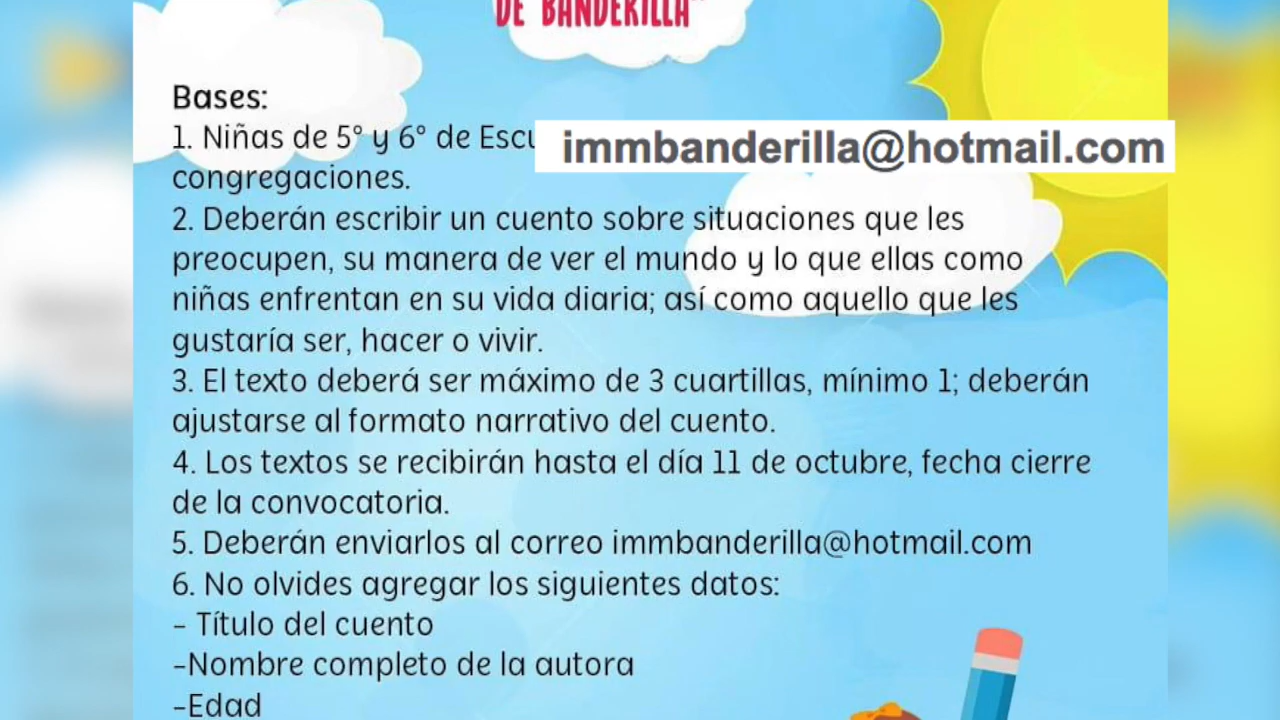 DE BANDERILLA"
Bases:
1. Niñas de 5° y 6° de
immbanderilla@hotmail.com
congregaciones.
2. Deberán escribir un cuento sobre situaciones que les
preocupen, su manera de ver el mundo y lo que ellas como
niñas enfrentan en su vida diaria; así como aquello que les
gustaría ser, hacer o vivir.
3. El texto deberá ser máximo de 3 cuartillas, mínimo 1; deberán
ajustarse al formato narrativo del cuento.
4. Los textos se recibirán hasta el día 11 de octubre, fecha cierre
de la convocatoria.
5. Deberán enviarlos al correo immbanderilla@hotmail.com
6. No olvides agregar los siguientes datos:
- Título del cuento
-Nombre completo de la autora
-Edad